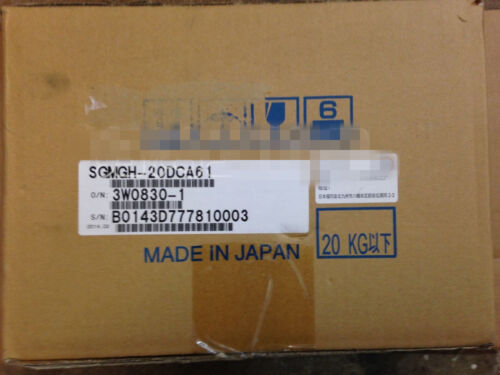 6
SGMGH-20DCA61
O/N: 3W0830-1
S/N: B0143D777810003
MADE IN JAPAN
20 KG以下